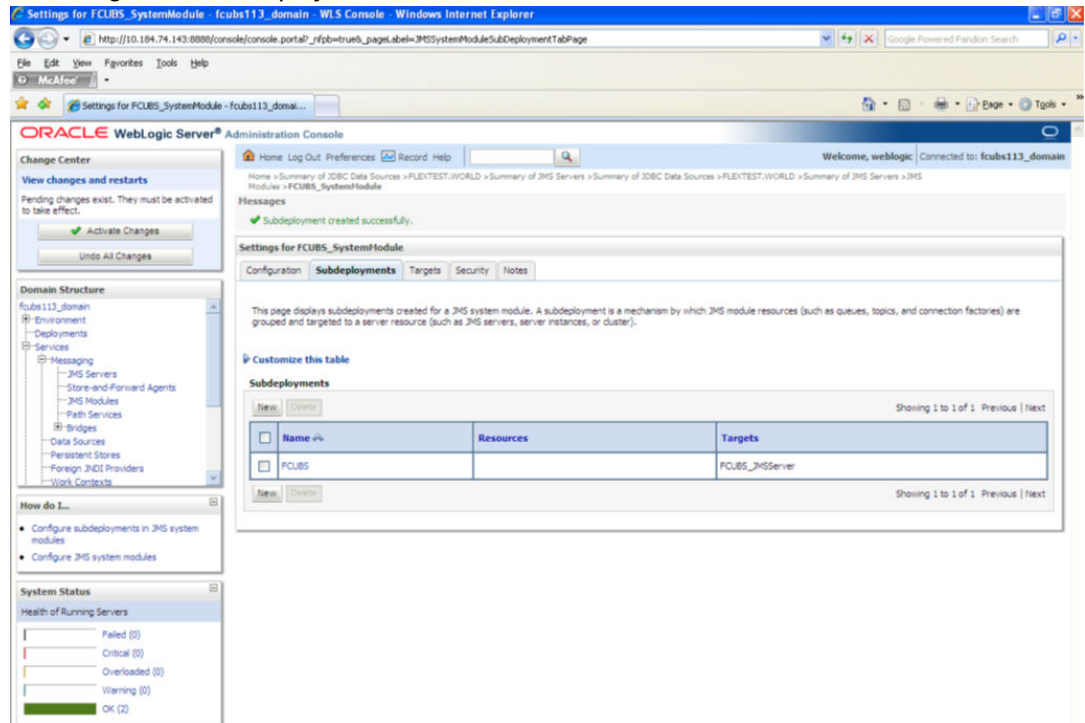 Settings for FCUBS_SystemModule - fcubs113_domain - WLS Console - Windows Internet Explorer
http://10.184.74.143:8888/console/console.portal?_nfpb=true&_pageLabel=JMSSystemModuleSubDeploymentTabPage
Google Powered Pandion Search
File Edit View Favorites Tools Help
McAfee
Settings for FCUBS_SystemModule - fcubs113_domai...
Page Tools
ORACLE WebLogic Server® Administration Console
Change Center
View changes and restarts
Pending changes exist. They must be activated
to take effect.
Activate Changes
Undo All Changes
Domain Structure
fcubs113_domain
Environment
Deployments
Services
Messaging
JMS Servers
Store-and-Forward Agents
JMS Modules
Path Services
Bridges
Data Sources
Persistent Stores
Foreign JNDI Providers
Work Contexts
How do I...
Configure subdeployments in JMS system
modules
Configure JMS system modules
System Status
Health of Running Servers
Failed (0)
Critical (0)
Overloaded (0)
Warning (0)
OK (2)
Home Log Out Preferences Record Help
Welcome, weblogic Connected to: fcubs113_domain
Home >Summary of JDBC Data Sources >FLEXTEST.WORLD >Summary of JMS Servers >Summary of JDBC Data Sources >FLEXTEST.WORLD >Summary of JMS Servers >JMS
Modules >FCUBS_SystemModule
Messages
Subdeployment created successfully.
Settings for FCUBS_SystemModule
Configuration Subdeployments Targets Security Notes
This page displays subdeployments created for a JMS system module. A subdeployment is a mechanism by which JMS module resources (such as queues, topics, and connection factories) are
grouped and targeted to a server resource (such as JMS servers, server instances, or cluster).
Customize this table
Subdeployments
New Delete Showing 1 to 1 of 1 Previous | Next
Name Resources Targets
FCUBS FCUBS_JMSServer
New Delete Showing 1 to 1 of 1 Previous | Next